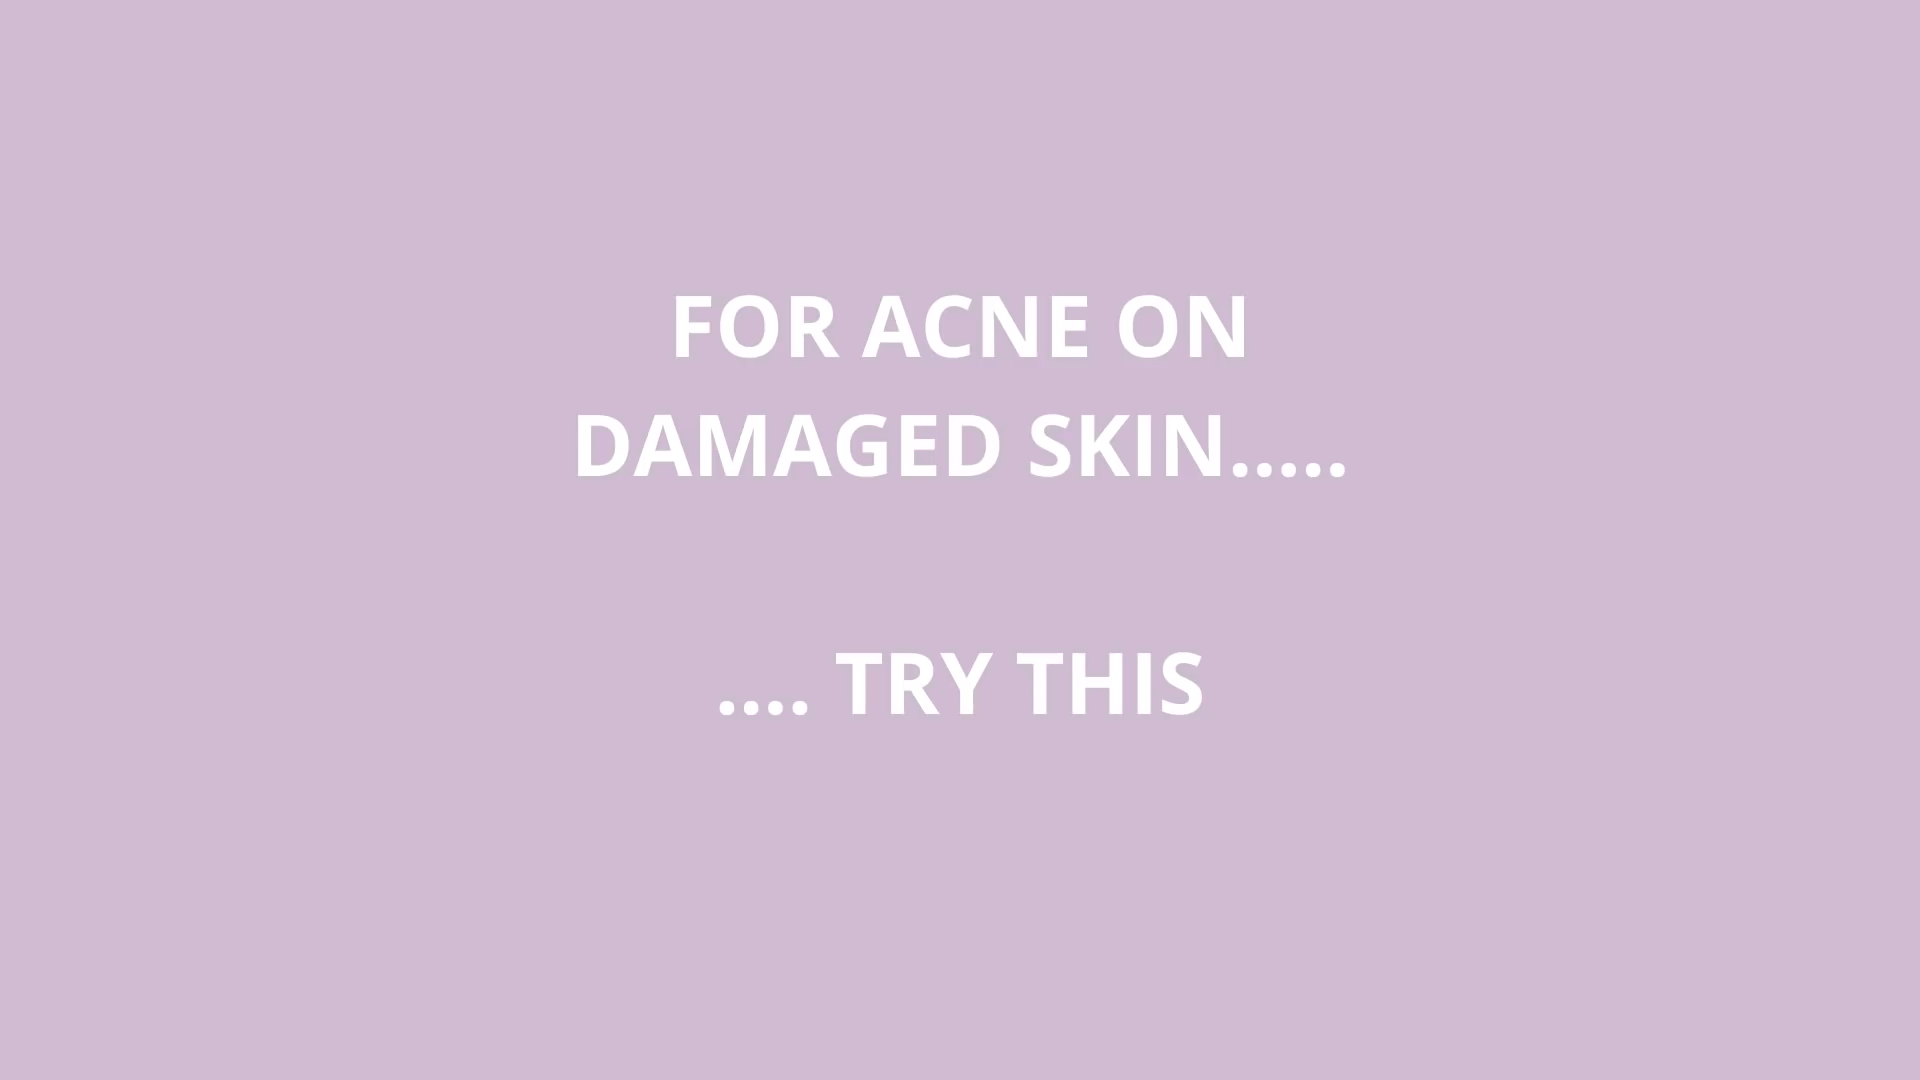 FOR ACNE ON
DAMAGED SKIN.....
.... TRY THIS